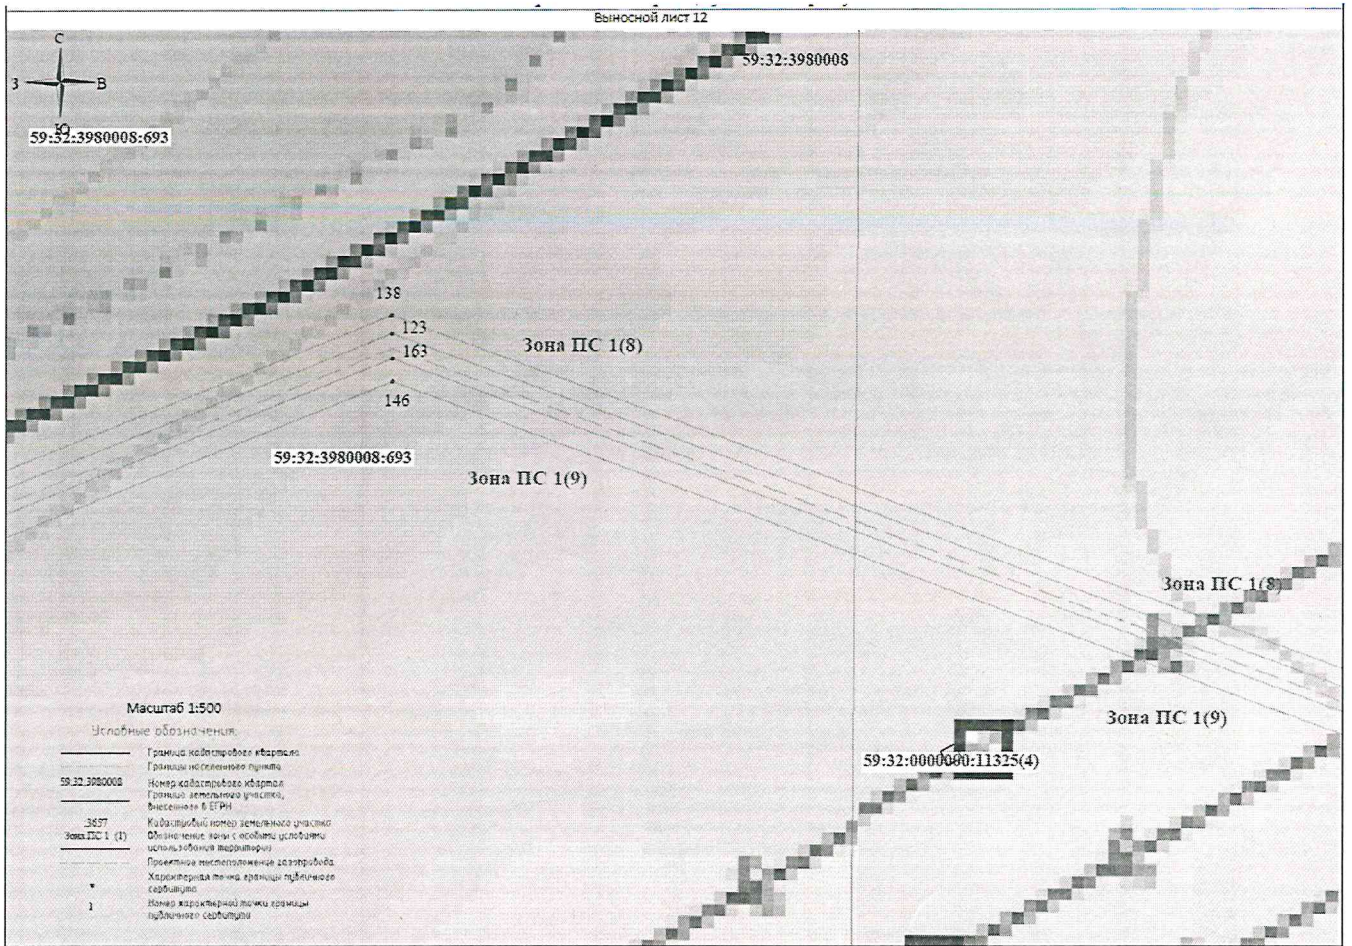 Выносной лист 12
С
З
В
Ю
59:32:3980008
59:32:3980008:693
138
123
163
146
Зона ПС 1(8)
59:32:3980008:693
Зона ПС 1(9)
Зона ПС 1(8)
Зона ПС 1(9)
59:32:0000000:11325(4)
Масштаб 1:500
Условные обозначения:
Граница кадастрового квартала
Границы населенного пункта
59:32:3980008 Номер кадастрового квартал
Граница земельного участка,
внесенного в ЕГРН
:3657 Кадастровый номер земельного участка
Зона ПС 1 (1) Обозначение зоны с особыми условиями
использования территории
Проектное местоположение газопровода
Характерная точка границы публичного
сервитута
1 Номер характерной точки границы
публичного сервитута